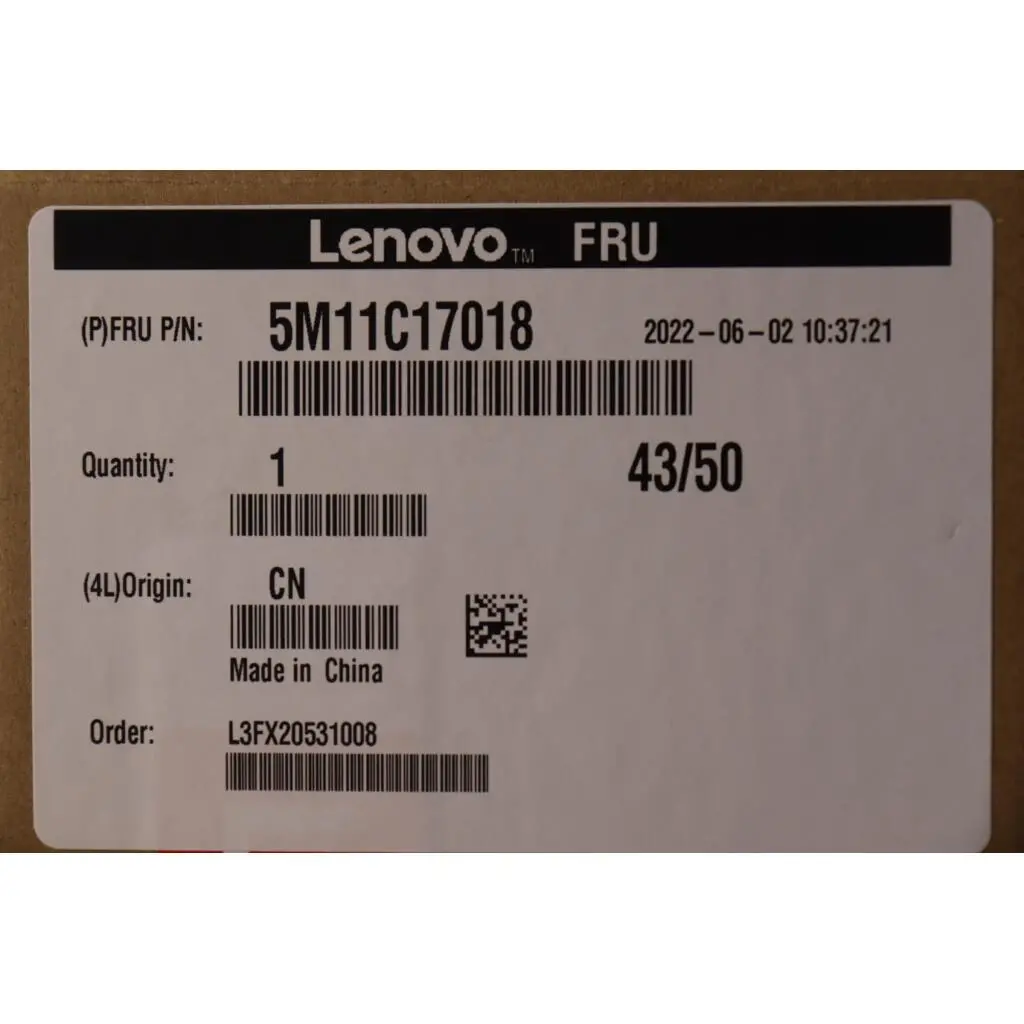 Lenovo™ FRU
(P)FRU P/N: 5M11C17018 2022-06-02 10:37:21
Quantity: 1 43/50
(4L)Origin: CN
Made in China
Order: L3FX20531008